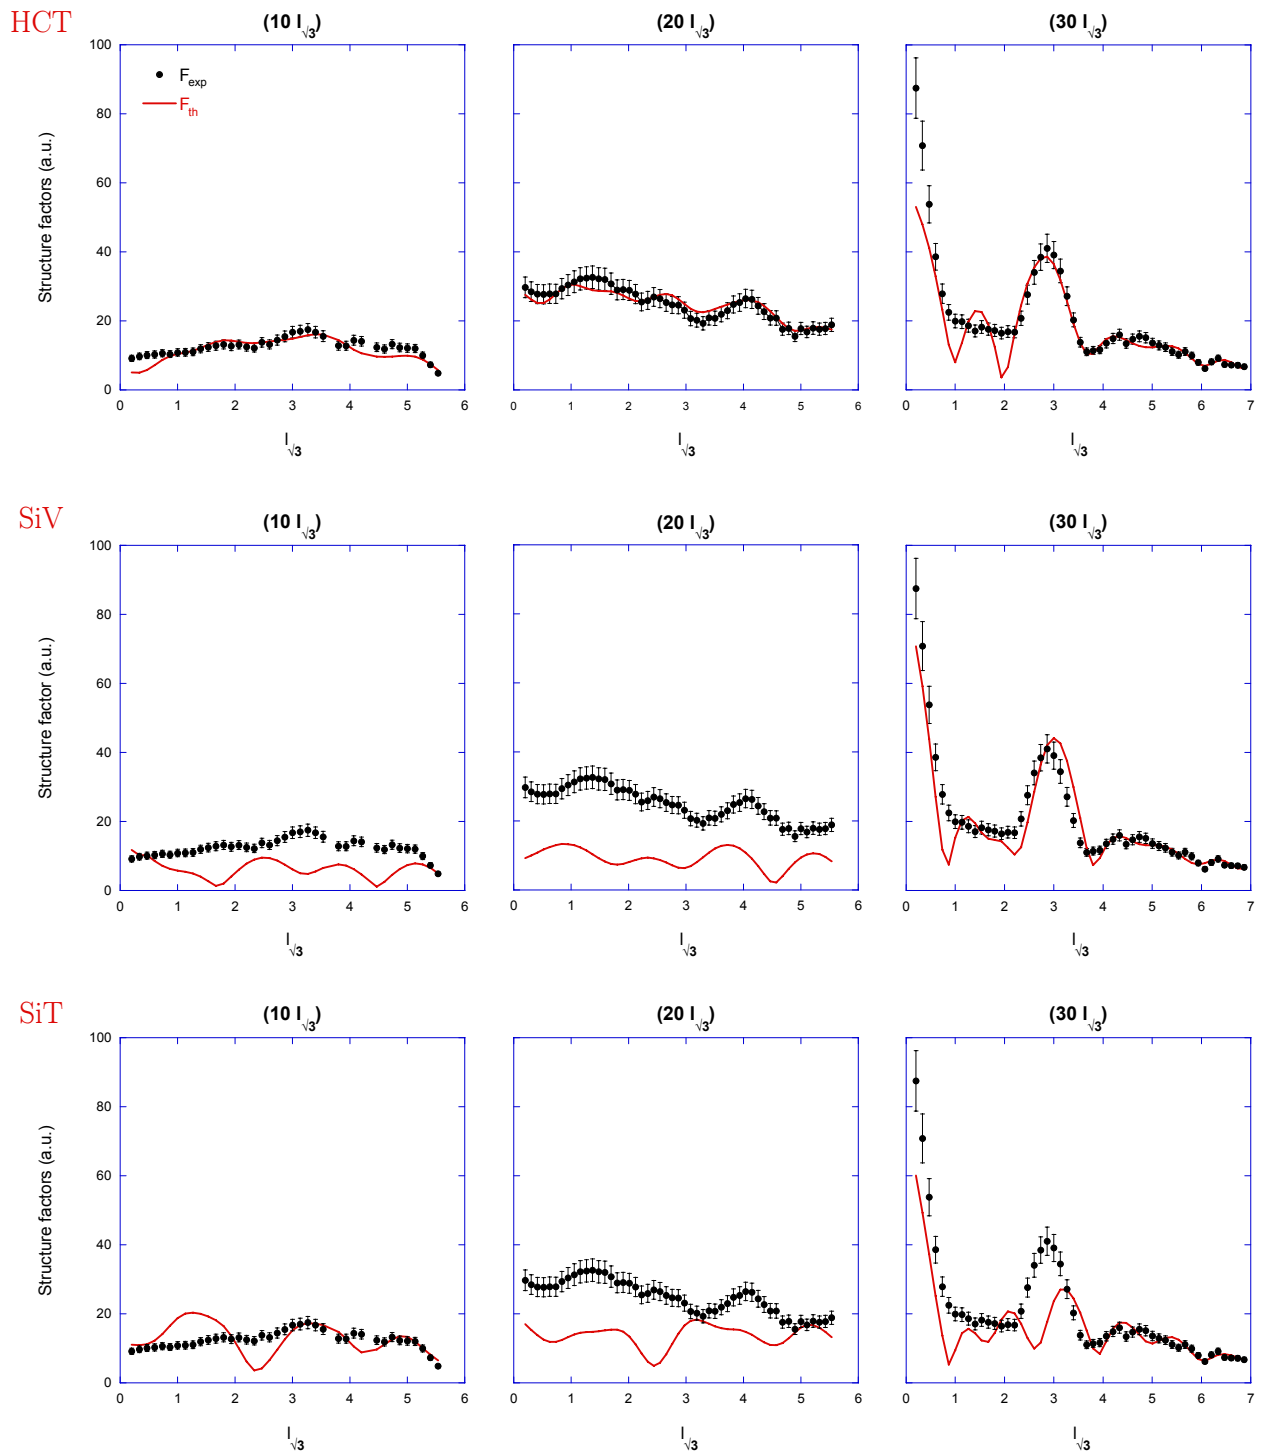 HCT
(10 l√3) (20 l√3) (30 l√3)
Structure factors (a.u.)
100
80
60
40
20
0
F_exp
F_th
0 1 2 3 4 5 6
0 1 2 3 4 5 6
0 1 2 3 4 5 6 7
l√3 l√3 l√3
SiV
(10 l√3) (20 l√3) (30 l√3)
Structure factor (a.u.)
100
80
60
40
20
0
0 1 2 3 4 5 6
0 1 2 3 4 5 6
0 1 2 3 4 5 6 7
l√3 l√3 l√3
SiT
(10 l√3) (20 l√3) (30 l√3)
Structure factors (a.u.)
100
80
60
40
20
0
0 1 2 3 4 5 6
0 1 2 3 4 5 6
0 1 2 3 4 5 6 7
l√3 l√3 l√3